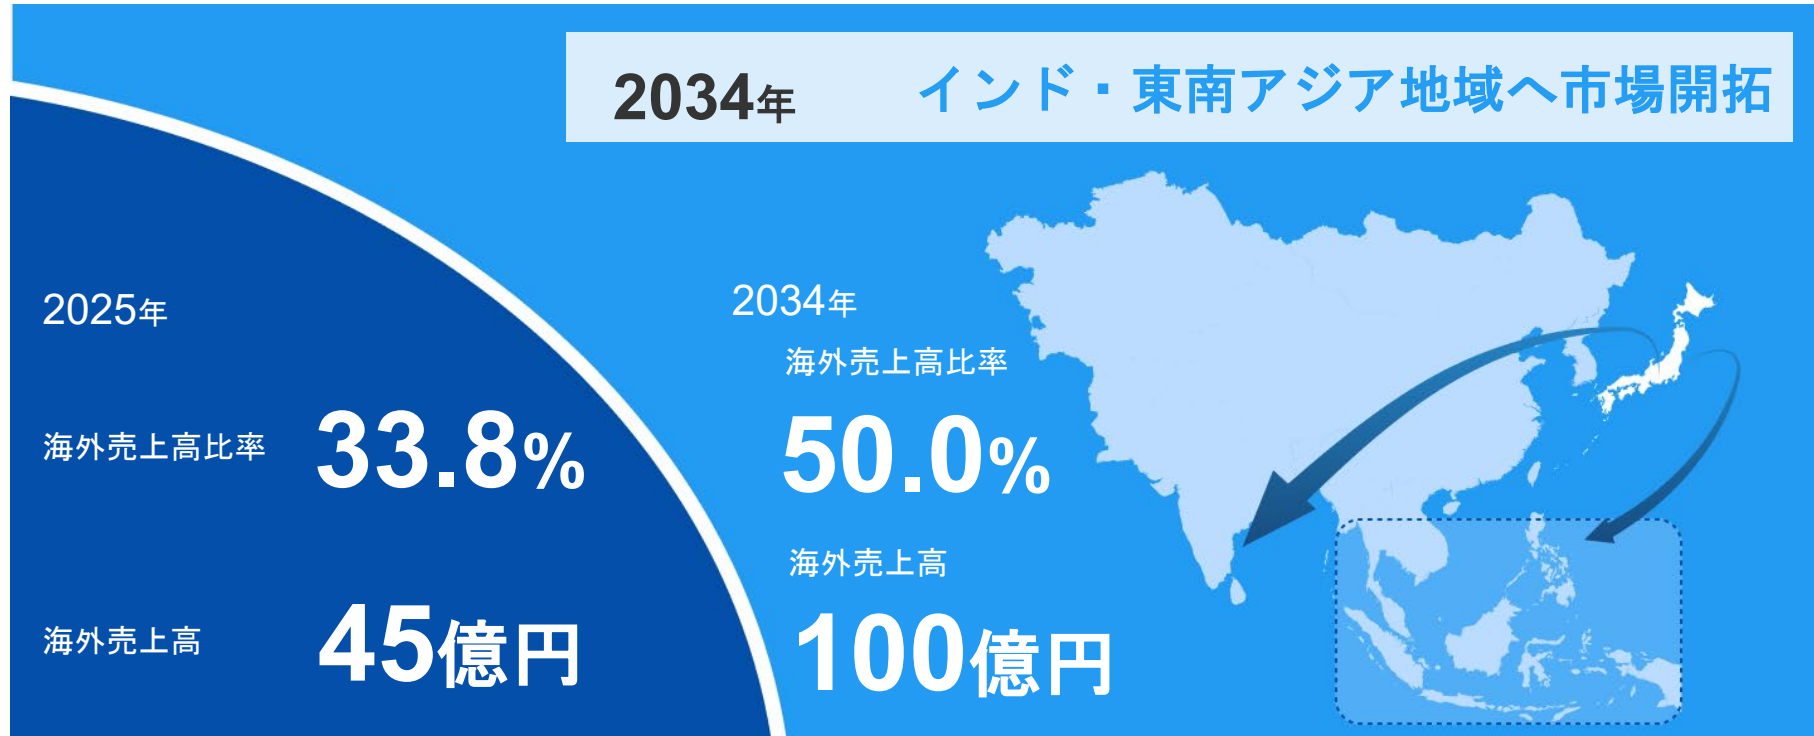 2034年 インド・東南アジア地域へ市場開拓
2025年
海外売上高比率 33.8%
海外売上高 45億円
2034年
海外売上高比率
50.0%
海外売上高
100億円